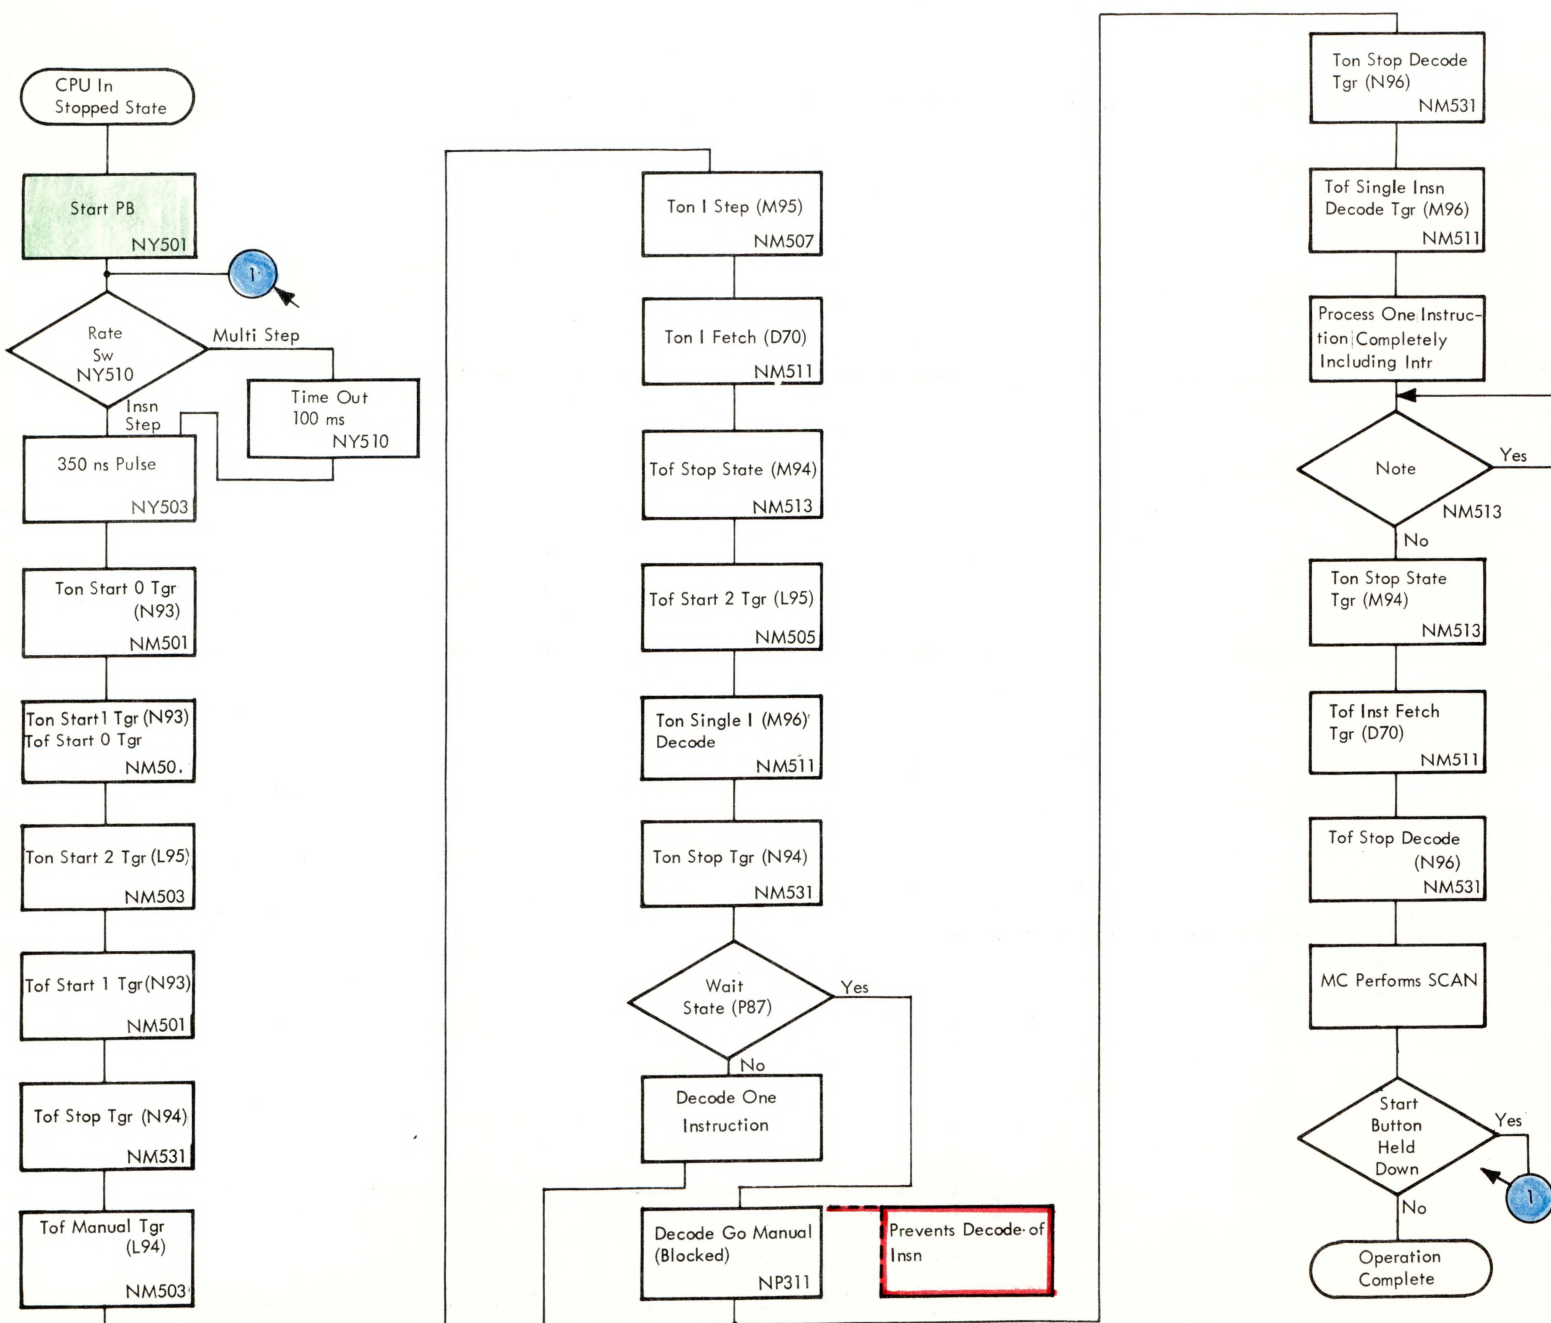 CPU In
Stopped State
Start PB
NY501
1
Rate
Sw
NY510
Multi Step
Insn
Step
Time Out
100 ms
NY510
350 ns Pulse
NY503
Ton Start 0 Tgr
(N93)
NM501
Ton Start1 Tgr (N93)
Tof Start 0 Tgr
NM50.
Ton Start 2 Tgr (L95)
NM503
Tof Start 1 Tgr(N93)
NM501
Tof Stop Tgr (N94)
NM531
Tof Manual Tgr
(L94)
NM503
Ton I Step (M95)
NM507
Ton I Fetch (D70)
NM511
Tof Stop State (M94)
NM513
Tof Start 2 Tgr (L95)
NM505
Ton Single I (M96)
Decode
NM511
Ton Stop Tgr (N94)
NM531
Wait
State (P87)
Yes
No
Decode One
Instruction
Decode Go Manual
(Blocked)
NP311
Prevents Decode of
Insn
Ton Stop Decode
Tgr (N96)
NM531
Tof Single Insn
Decode Tgr (M96)
NM511
Process One Instruc-
tion Completely
Including Intr
Note
Yes
NM513
No
Ton Stop State
Tgr (M94)
NM513
Tof Inst Fetch
Tgr (D70)
NM511
Tof Stop Decode
(N96)
NM531
MC Performs SCAN
Start
Button
Held
Down
Yes
1
No
Operation
Complete